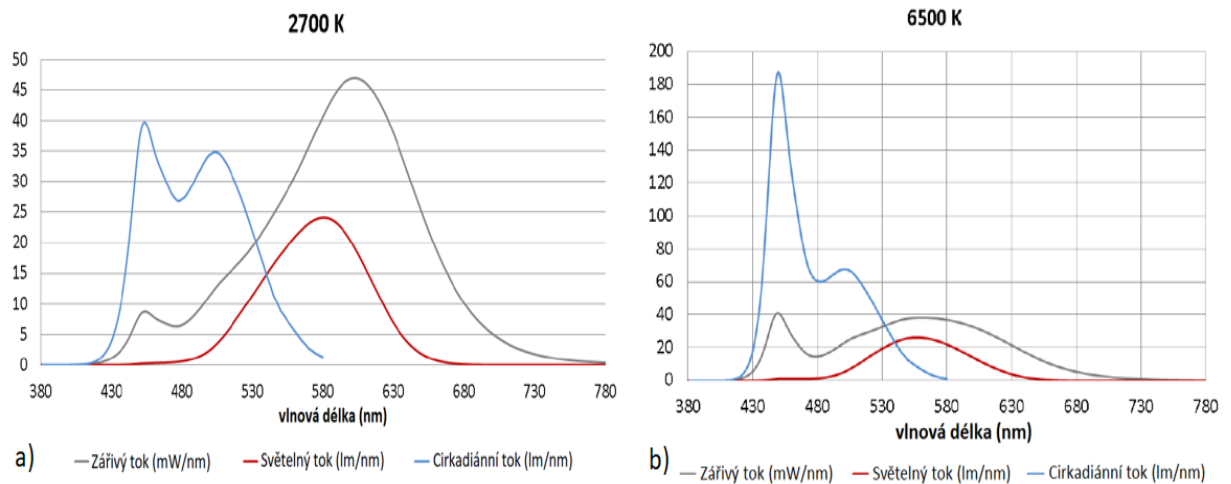 2700 K
50
45
40
35
30
25
20
15
10
5
0
380 430 480 530 580 630 680 730 780
vlnová délka (nm)
a) Zářivý tok (mW/nm) Světelný tok (lm/nm) Cirkadiánní tok (lm/nm)
6500 K
200
180
160
140
120
100
80
60
40
20
0
380 430 480 530 580 630 680 730 780
vlnová délka (nm)
b) Zářivý tok (mW/nm) Světelný tok (lm/nm) Cirkadiánní tok (lm/nm)